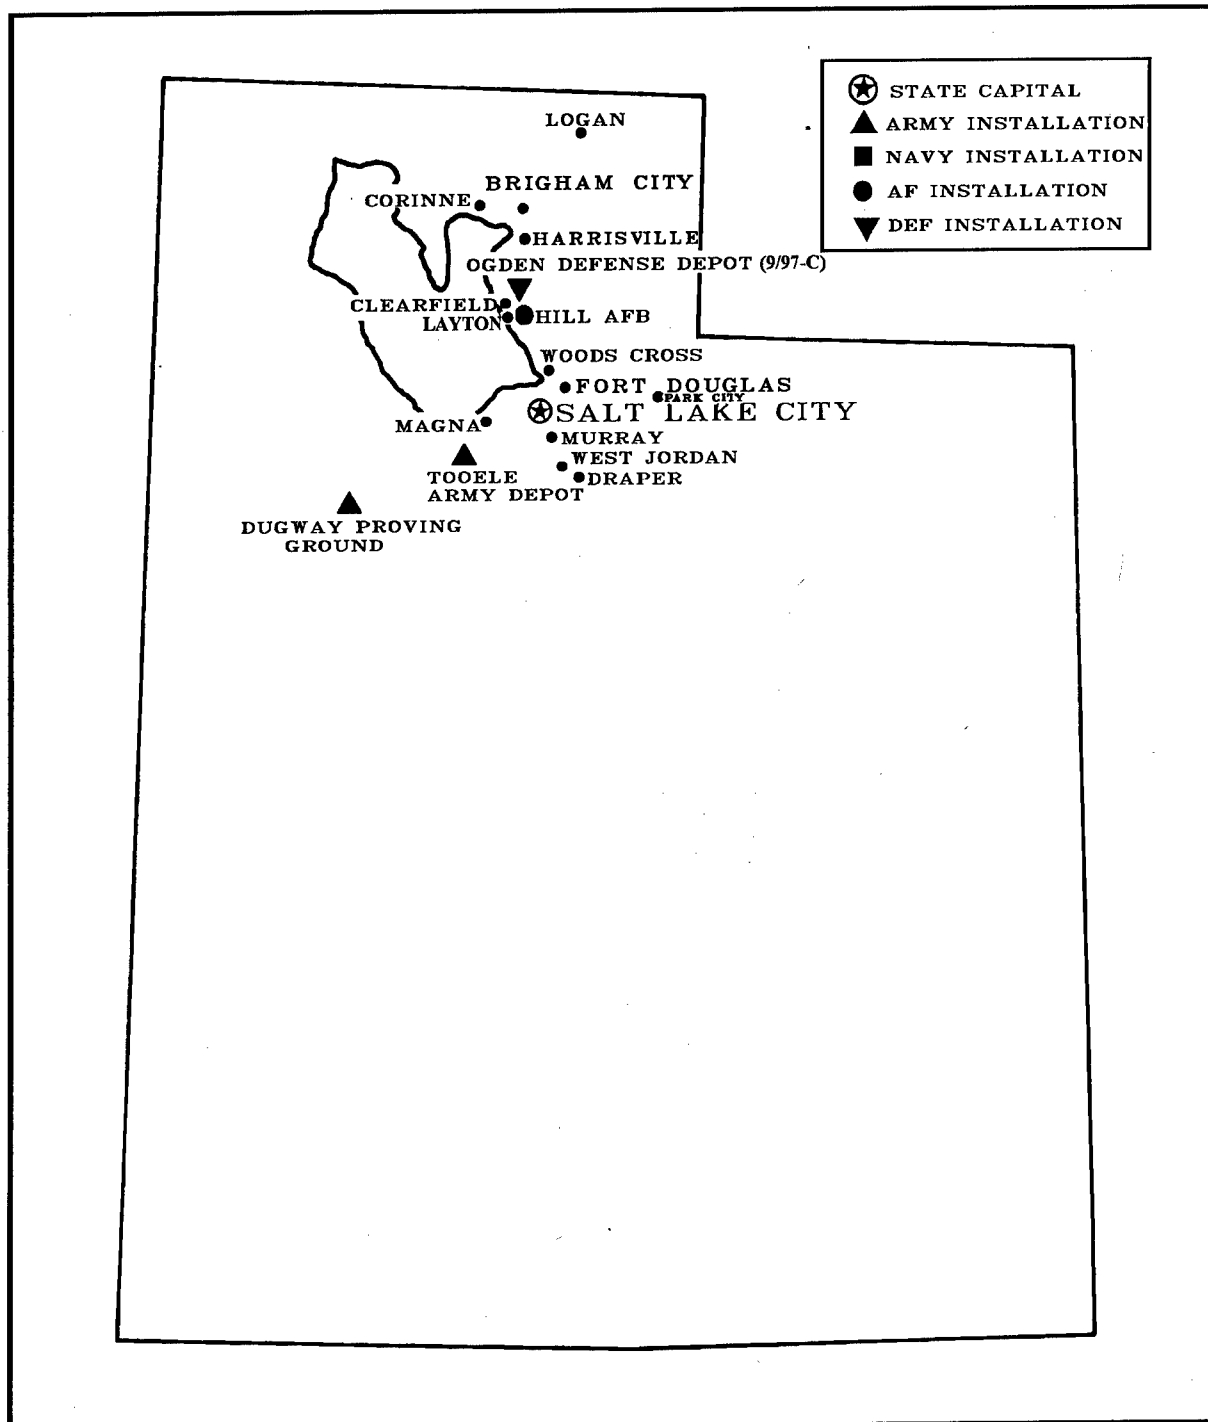 STATE CAPITAL
ARMY INSTALLATION
NAVY INSTALLATION
AF INSTALLATION
DEF INSTALLATION
LOGAN
BRIGHAM CITY
CORINNE
HARRISVILLE
OGDEN DEFENSE DEPOT (9/97-C)
CLEARFIELD
LAYTON
HILL AFB
WOODS CROSS
FORT DOUGLAS
PARK CITY
SALT LAKE CITY
MAGNA
MURRAY
WEST JORDAN
TOOELE
ARMY DEPOT
DRAPER
DUGWAY PROVING
GROUND